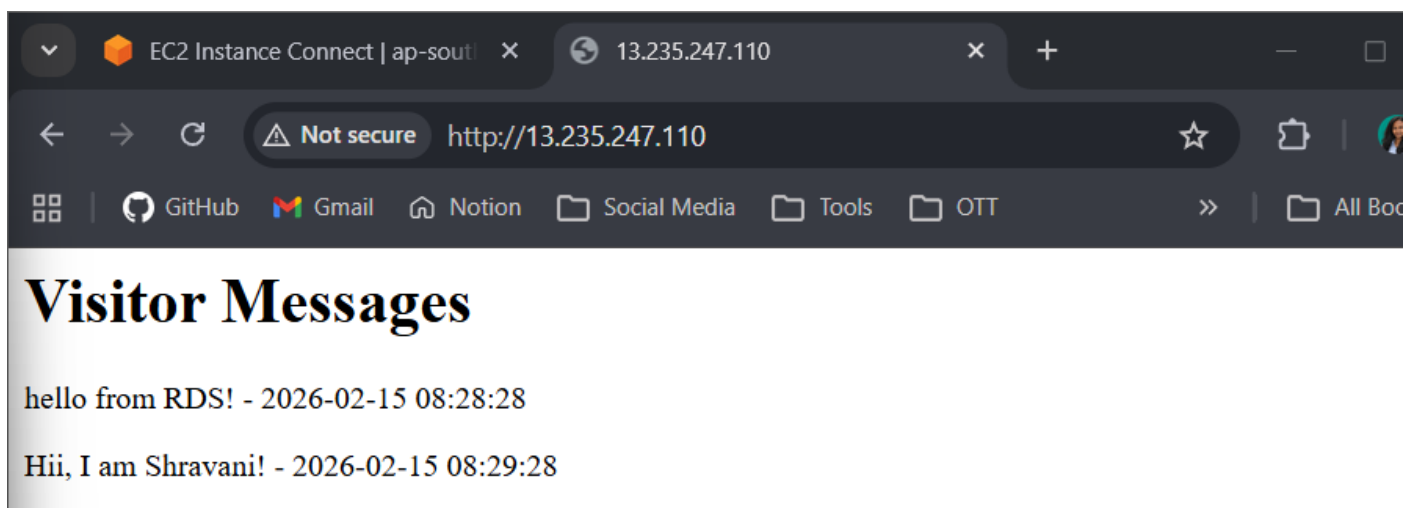 EC2 Instance Connect | ap-sout
13.235.247.110
Not secure http://13.235.247.110
GitHub Gmail Notion Social Media Tools OTT » All Boo
Visitor Messages
hello from RDS! - 2026-02-15 08:28:28
Hii, I am Shravani! - 2026-02-15 08:29:28